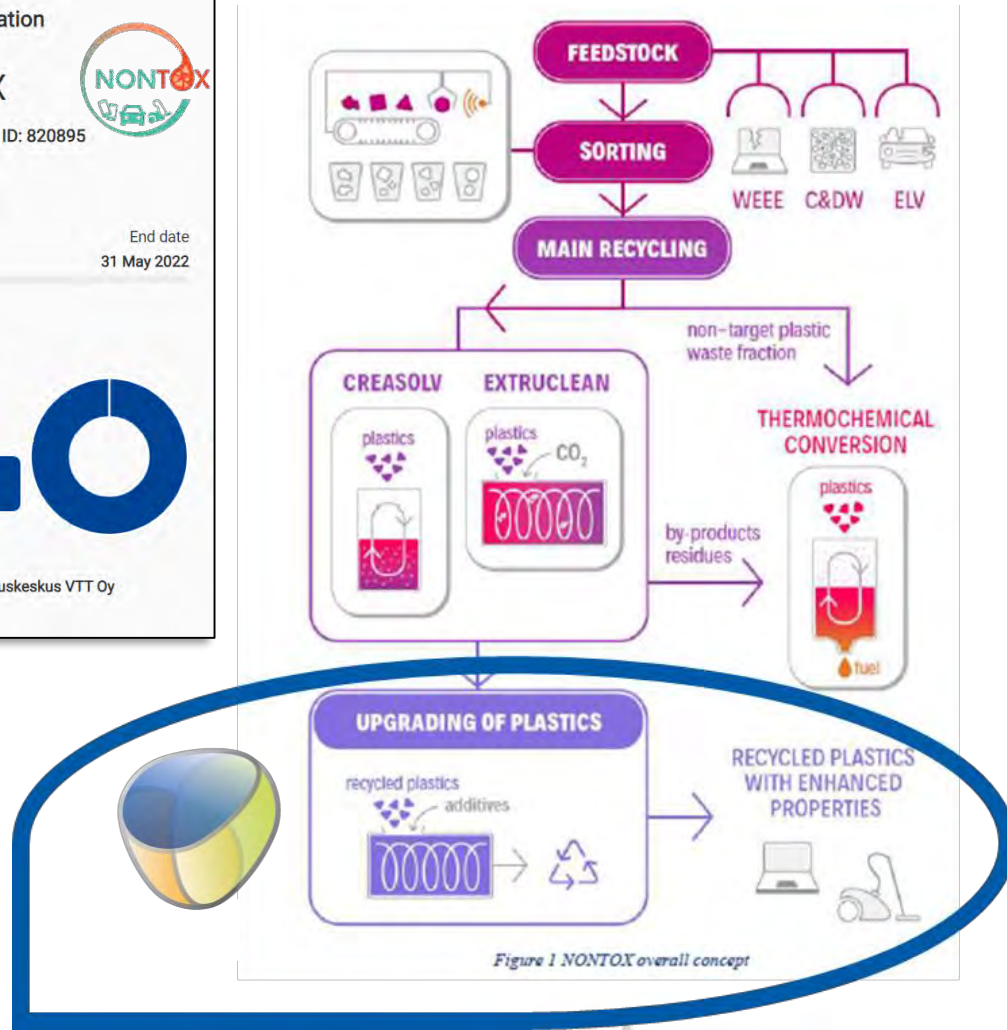 NONTOX
ID: 820895
End date
31 May 2022
VTT Oy
FEEDSTOCK
SORTING
WEEE C&DW ELV
MAIN RECYCLING
non-target plastic
waste fraction
CREASOLV EXTRUCLEAN
plastics
plastics
CO₂
THERMOCHEMICAL
CONVERSION
plastics
by-products
residues
fuel
UPGRADING OF PLASTICS
recycled plastics
additives
RECYCLED PLASTICS
WITH ENHANCED
PROPERTIES
Figure 1 NONTOX overall concept